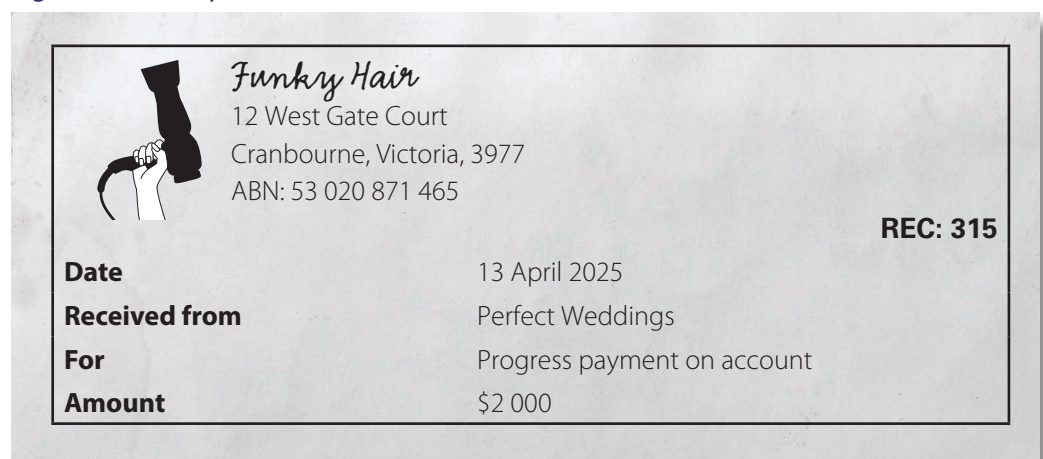 Funky Hair
12 West Gate Court
Cranbourne, Victoria, 3977
ABN: 53 020 871 465
REC: 315
Date 13 April 2025
Received from Perfect Weddings
For Progress payment on account
Amount $2 000